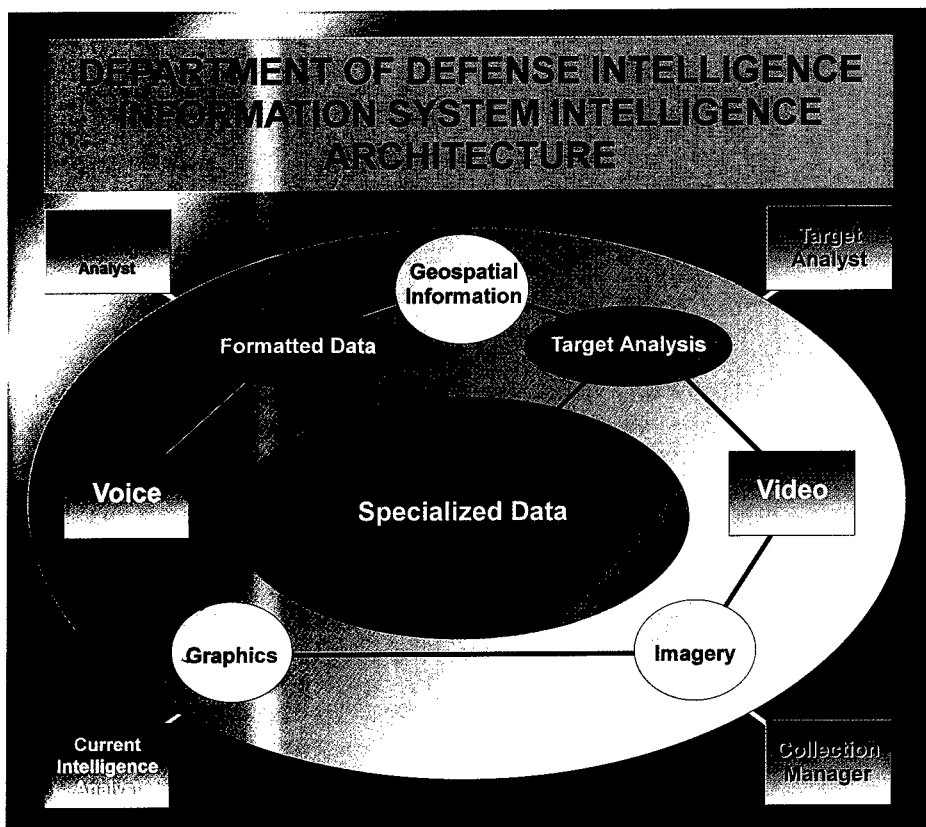 DEPARTMENT OF DEFENSE INTELLIGENCE
INFORMATION SYSTEM INTELLIGENCE
ARCHITECTURE
Analyst
Target
Analyst
Geospatial
Information
Formatted Data
Target Analysis
Voice
Specialized Data
Video
Graphics
Imagery
Current
Intelligence
Analyst
Collection
Manager